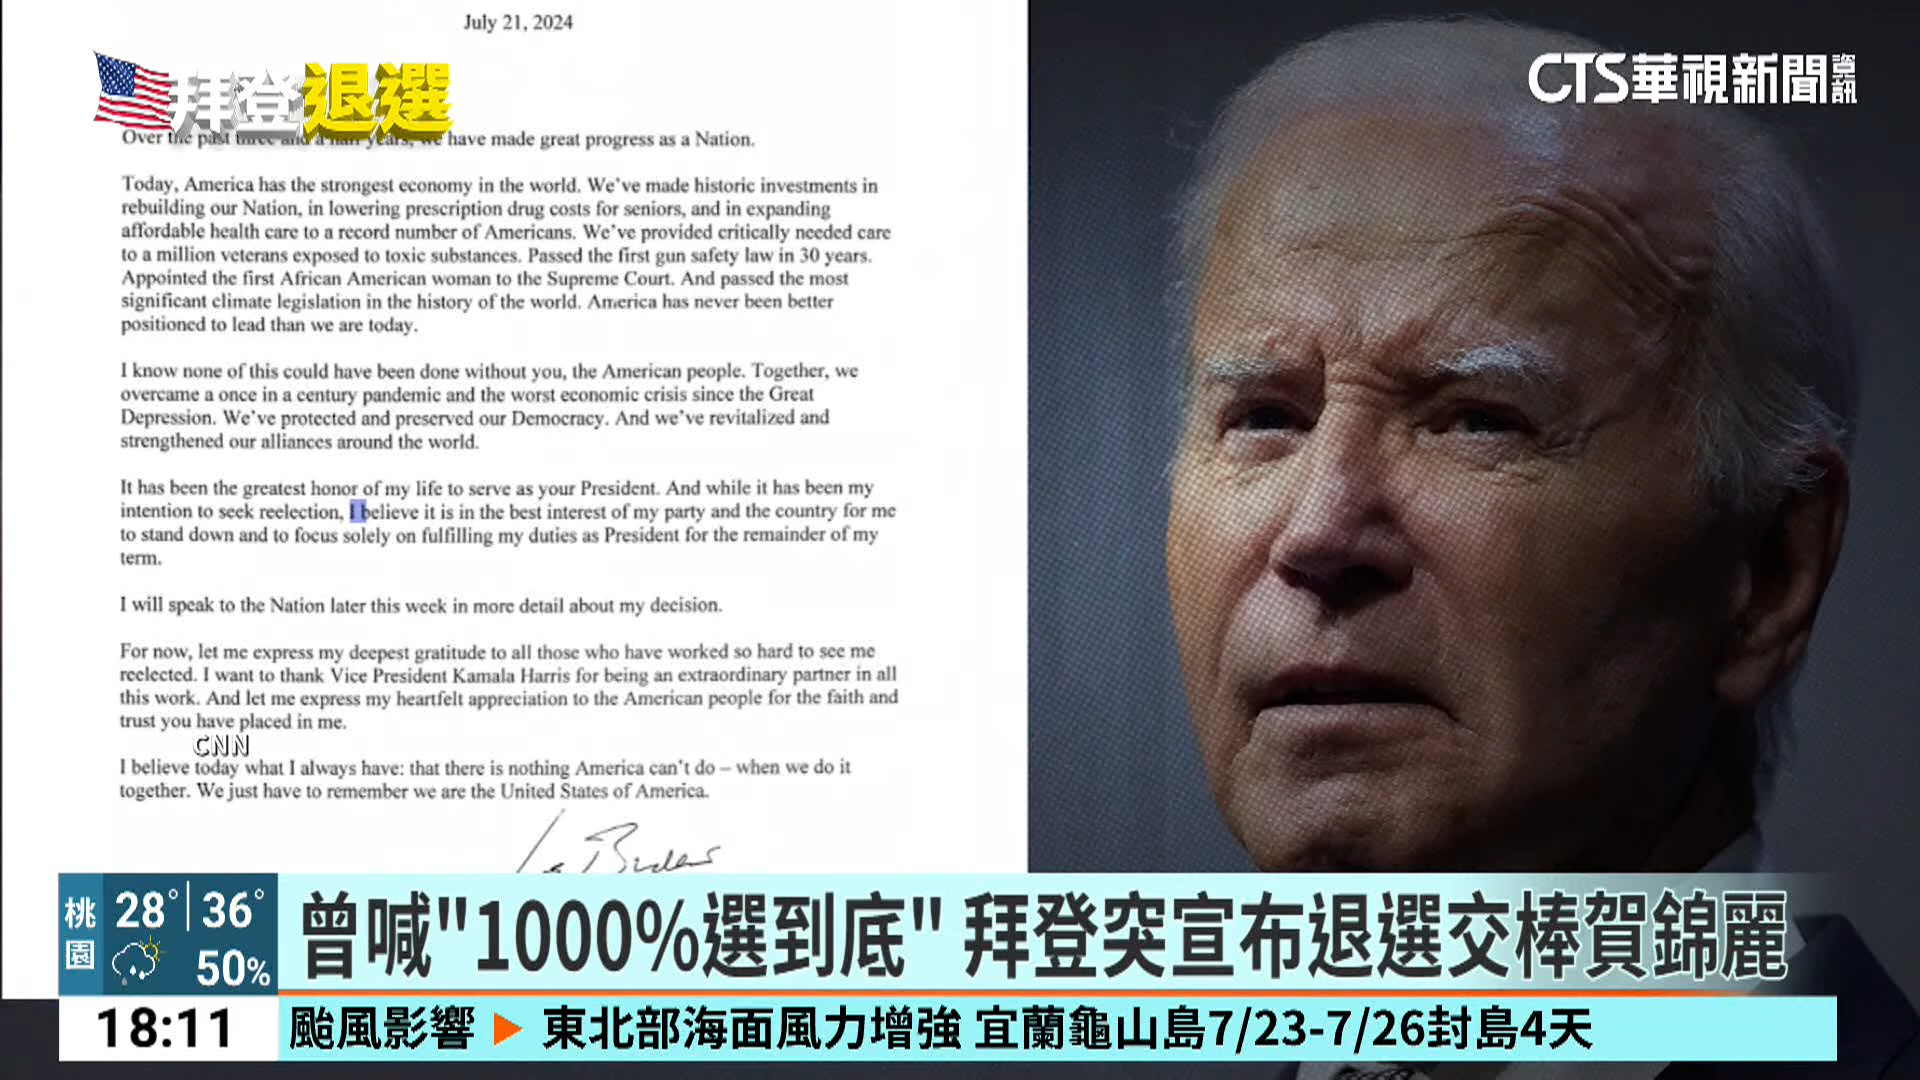 July 21, 2024
拜登退選
CTS華視新聞資訊
Over the past three and a half years, we have made great progress as a Nation.
Today, America has the strongest economy in the world. We've made historic investments in
rebuilding our Nation, in lowering prescription drug costs for seniors, and in expanding
affordable health care to a record number of Americans. We've provided critically needed care
to a million veterans exposed to toxic substances. Passed the first gun safety law in 30 years.
Appointed the first African American woman to the Supreme Court. And passed the most
significant climate legislation in the history of the world. America has never been better
positioned to lead than we are today.
I know none of this could have been done without you, the American people. Together, we
overcame a once in a century pandemic and the worst economic crisis since the Great
Depression. We've protected and preserved our Democracy. And we've revitalized and
strengthened our alliances around the world.
It has been the greatest honor of my life to serve as your President. And while it has been my
intention to seek reelection, I believe it is in the best interest of my party and the country for me
to stand down and to focus solely on fulfilling my duties as President for the remainder of my
term.
I will speak to the Nation later this week in more detail about my decision.
For now, let me express my deepest gratitude to all those who have worked so hard to see me
reelected. I want to thank Vice President Kamala Harris for being an extraordinary partner in all
this work. And let me express my heartfelt appreciation to the American people for the faith and
trust you have placed in me.
CNN
I believe today what I always have: that there is nothing America can't do – when we do it
together. We just have to remember we are the United States of America.
桃園 28° 36°
50%
曾喊"1000%選到底" 拜登突宣布退選交棒賀錦麗
18:11
颱風影響 ▶ 東北部海面風力增強 宜蘭龜山島7/23-7/26封島4天